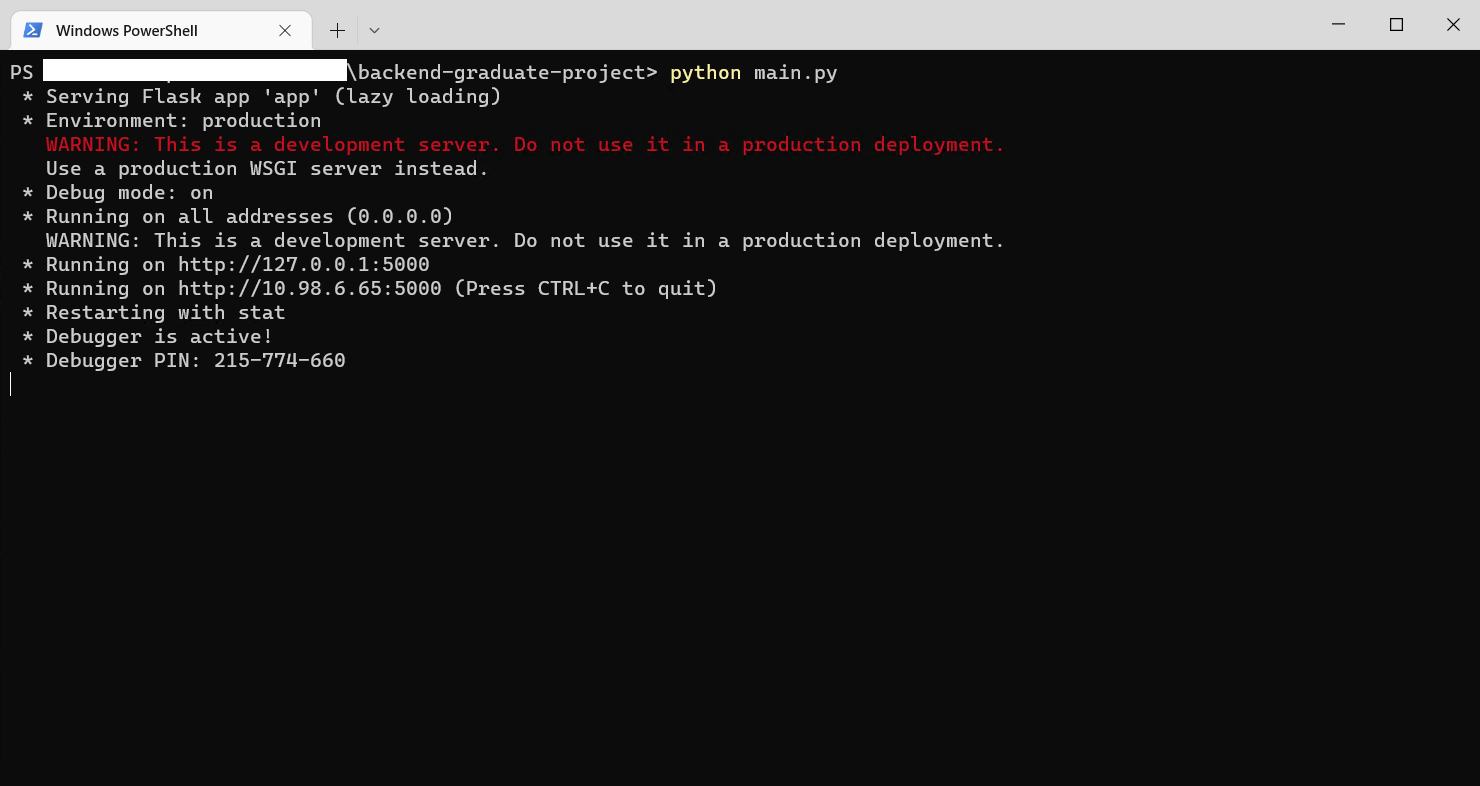 Windows PowerShell
PS \backend-graduate-project> python main.py
* Serving Flask app 'app' (lazy loading)
* Environment: production
WARNING: This is a development server. Do not use it in a production deployment.
Use a production WSGI server instead.
* Debug mode: on
* Running on all addresses (0.0.0.0)
WARNING: This is a development server. Do not use it in a production deployment.
* Running on http://127.0.0.1:5000
* Running on http://10.98.6.65:5000 (Press CTRL+C to quit)
* Restarting with stat
* Debugger is active!
* Debugger PIN: 215-774-660